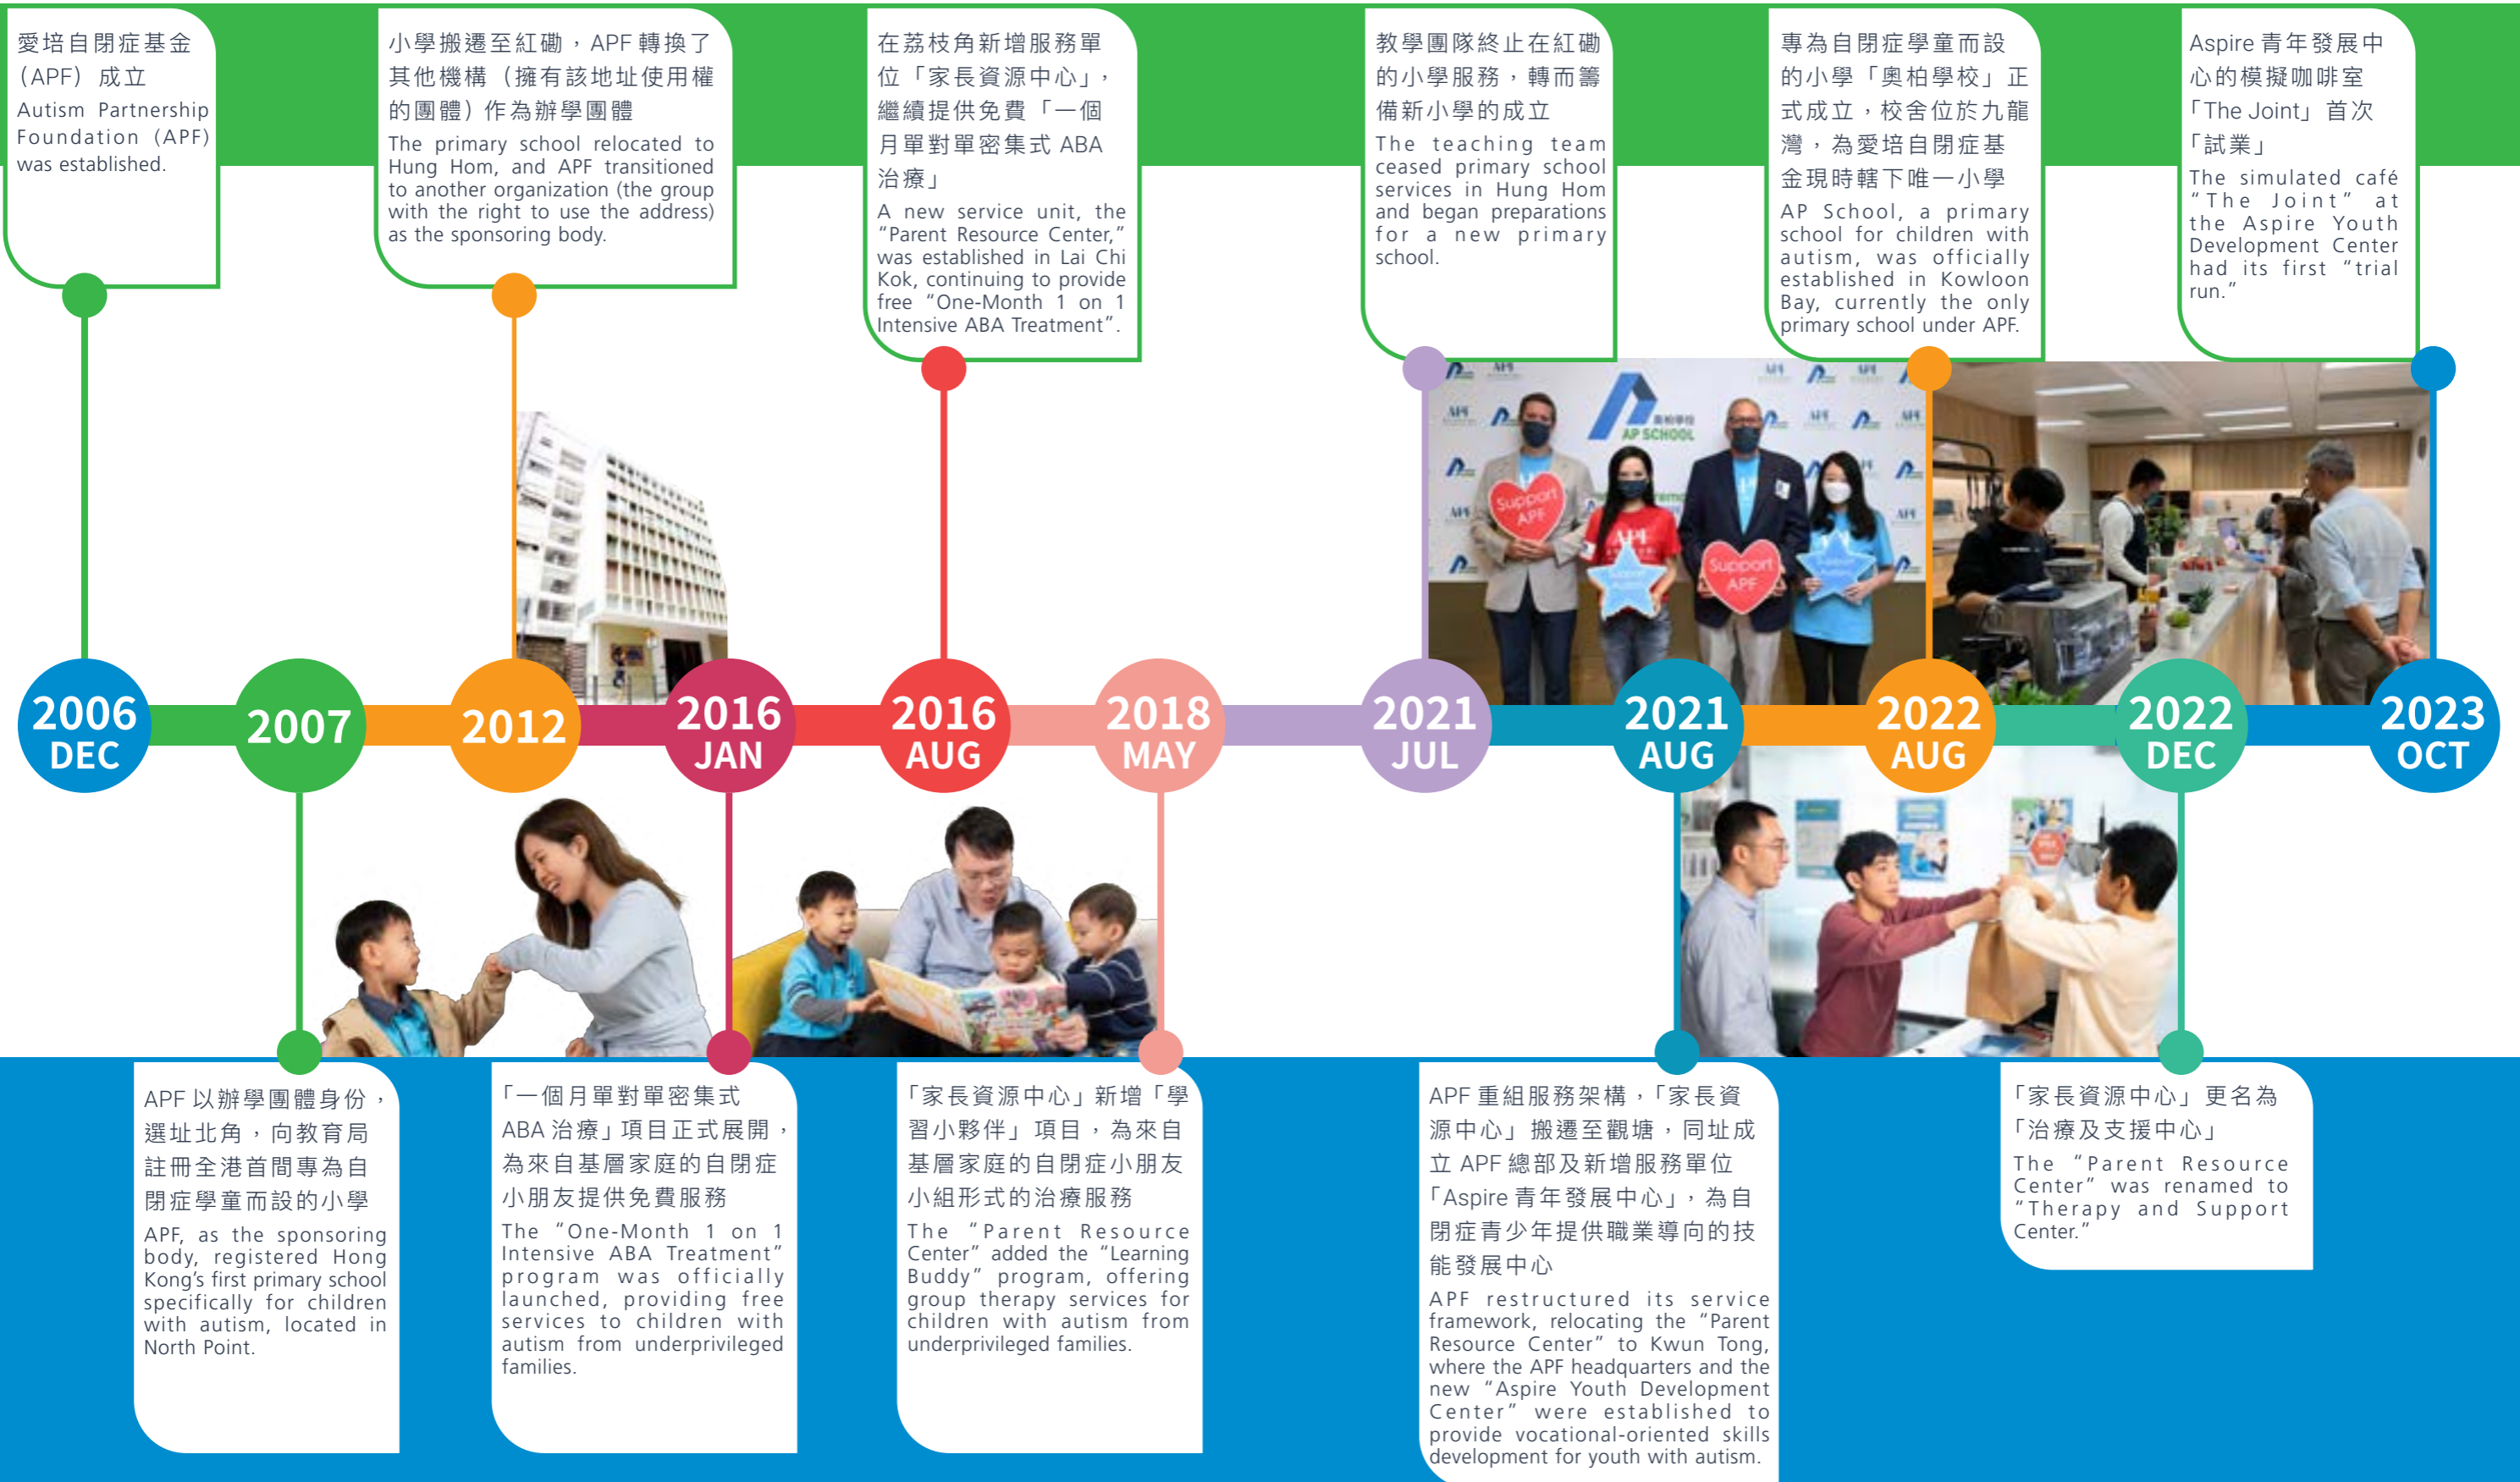 愛培自閉症基金
（APF）成立
Autism Partnership
Foundation (APF)
was established.
小學搬遷至紅磡，APF 轉換了
其他機構（擁有該地址使用權
的團體）作為辦學團體
The primary school relocated to
Hung Hom, and APF transitioned
to another organization (the group
with the right to use the address)
as the sponsoring body.
在荔枝角新增服務單
位「家長資源中心」，
繼續提供免費「一個
月單對單密集式 ABA
治療」
A new service unit, the
“Parent Resource Center,”
was established in Lai Chi
Kok, continuing to provide
free “One-Month 1 on 1
Intensive ABA Treatment”.
教學團隊終止在紅磡
的小學服務，轉而籌
備新小學的成立
The teaching team
ceased primary school
services in Hung Hom
and began preparations
for a new primary
school.
專為自閉症學童而設
的小學「奧柏學校」正
式成立，校舍位於九龍
灣，為愛培自閉症基
金現時轄下唯一小學
AP School, a primary
school for children with
autism, was officially
established in Kowloon
Bay, currently the only
primary school under APF.
Aspire 青年發展中
心的模擬咖啡室
「The Joint」首次
「試業」
The simulated café
“The Joint” at
the Aspire Youth
Development Center
had its first “trial
run.”
奧柏學校
AP SCHOOL
Support
APF
Support
APF
2006
DEC
2007
2012
2016
JAN
2016
AUG
2018
MAY
2021
JUL
2021
AUG
2022
AUG
2022
DEC
2023
OCT
APF 以辦學團體身份，
選址北角，向教育局
註冊全港首間專為自
閉症學童而設的小學
APF, as the sponsoring
body, registered Hong
Kong’s first primary school
specifically for children
with autism, located in
North Point.
「一個月單對單密集式
ABA 治療」項目正式展開，
為來自基層家庭的自閉症
小朋友提供免費服務
The “One-Month 1 on 1
Intensive ABA Treatment”
program was officially
launched, providing free
services to children with
autism from underprivileged
families.
「家長資源中心」新增「學
習小夥伴」項目，為來自
基層家庭的自閉症小朋友
小組形式的治療服務
The “Parent Resource
Center” added the “Learning
Buddy” program, offering
group therapy services for
children with autism from
underprivileged families.
APF 重組服務架構，「家長資
源中心」搬遷至觀塘，同址成
立 APF 總部及新增服務單位
「Aspire 青年發展中心」，為自
閉症青少年提供職業導向的技
能發展中心
APF restructured its service
framework, relocating the “Parent
Resource Center” to Kwun Tong,
where the APF headquarters and the
new “Aspire Youth Development
Center” were established to
provide vocational-oriented skills
development for youth with autism.
「家長資源中心」更名為
「治療及支援中心」
The “Parent Resource
Center” was renamed to
“Therapy and Support
Center.”